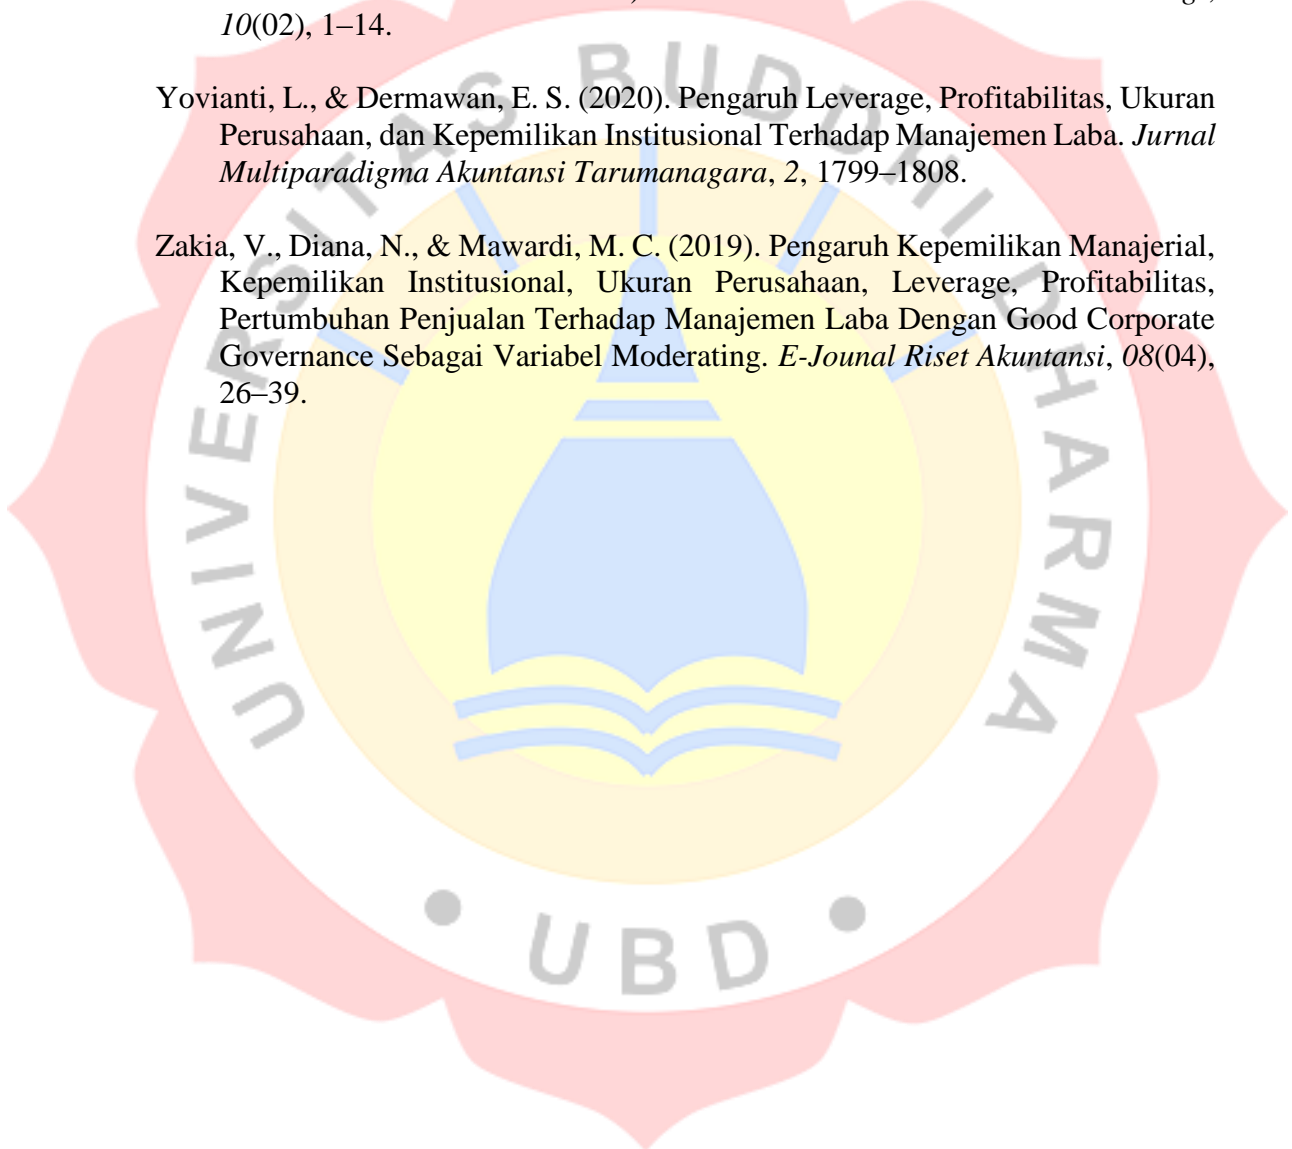 10(02), 1–14.
Yovianti, L., & Dermawan, E. S. (2020). Pengaruh Leverage, Profitabilitas, Ukuran
Perusahaan, dan Kepemilikan Institusional Terhadap Manajemen Laba. Jurnal
Multiparadigma Akuntansi Tarumanagara, 2, 1799–1808.
Zakia, V., Diana, N., & Mawardi, M. C. (2019). Pengaruh Kepemilikan Manajerial,
Kepemilikan Institusional, Ukuran Perusahaan, Leverage, Profitabilitas,
Pertumbuhan Penjualan Terhadap Manajemen Laba Dengan Good Corporate
Governance Sebagai Variabel Moderating. E-Jounal Riset Akuntansi, 08(04),
26–39.
UNIVERSITAS BUDDHI DHARMA
• UBD •